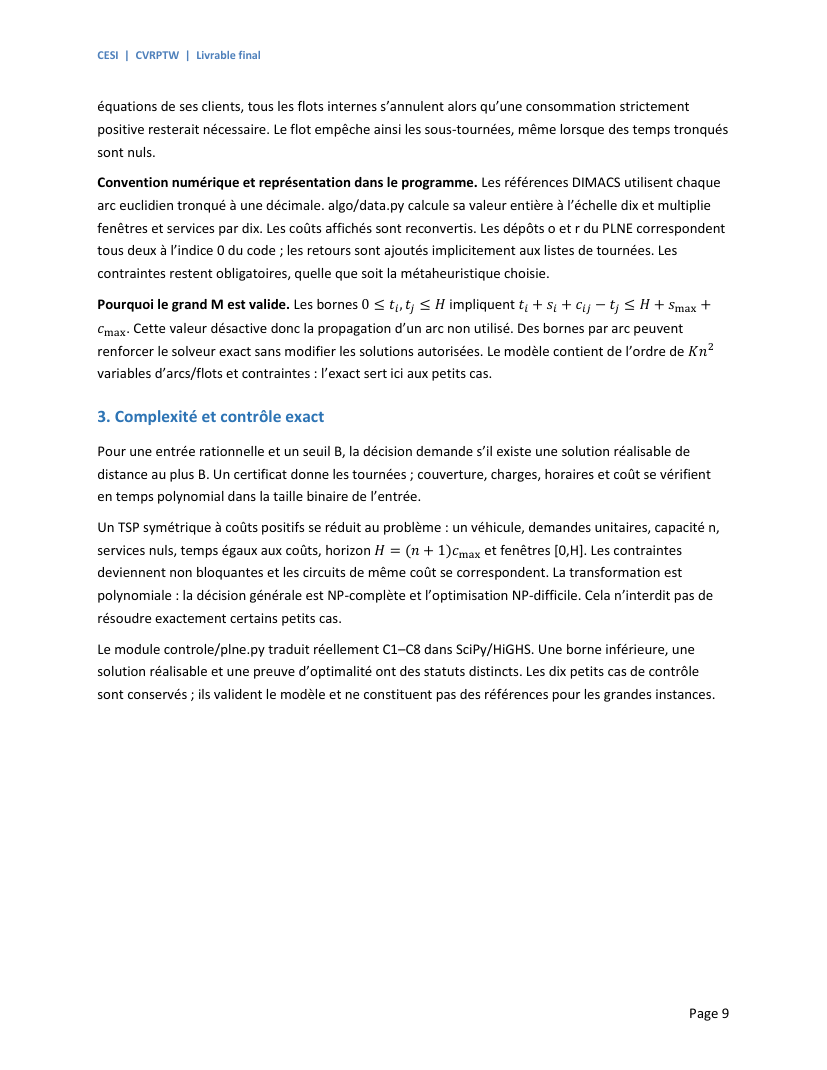 CESI | CVRPTW | Livrable final
équations de ses clients, tous les flots internes s’annulent alors qu’une consommation strictement
positive resterait nécessaire. Le flot empêche ainsi les sous-tournées, même lorsque des temps tronqués
sont nuls.
Convention numérique et représentation dans le programme. Les références DIMACS utilisent chaque
arc euclidien tronqué à une décimale. algo/data.py calcule sa valeur entière à l’échelle dix et multiplie
fenêtres et services par dix. Les coûts affichés sont reconvertis. Les dépôts o et r du PLNE correspondent
tous deux à l’indice 0 du code ; les retours sont ajoutés implicitement aux listes de tournées. Les
contraintes restent obligatoires, quelle que soit la métaheuristique choisie.
Pourquoi le grand M est valide. Les bornes 0 ≤ t_i, t_j ≤ H impliquent t_i + s_i + c_{ij} − t_j ≤ H + s_max +
c_max. Cette valeur désactive donc la propagation d’un arc non utilisé. Des bornes par arc peuvent
renforcer le solveur exact sans modifier les solutions autorisées. Le modèle contient de l’ordre de Kn²
variables d’arcs/flots et contraintes : l’exact sert ici aux petits cas.
3. Complexité et contrôle exact
Pour une entrée rationnelle et un seuil B, la décision demande s’il existe une solution réalisable de
distance au plus B. Un certificat donne les tournées ; couverture, charges, horaires et coût se vérifient
en temps polynomial dans la taille binaire de l’entrée.
Un TSP symétrique à coûts positifs se réduit au problème : un véhicule, demandes unitaires, capacité n,
services nuls, temps égaux aux coûts, horizon H = (n + 1)c_max et fenêtres [0,H]. Les contraintes
deviennent non bloquantes et les circuits de même coût se correspondent. La transformation est
polynomiale : la décision générale est NP-complète et l’optimisation NP-difficile. Cela n’interdit pas de
résoudre exactement certains petits cas.
Le module controle/plne.py traduit réellement C1–C8 dans SciPy/HiGHS. Une borne inférieure, une
solution réalisable et une preuve d’optimalité ont des statuts distincts. Les dix petits cas de contrôle
sont conservés ; ils valident le modèle et ne constituent pas des références pour les grandes instances.
Page 9